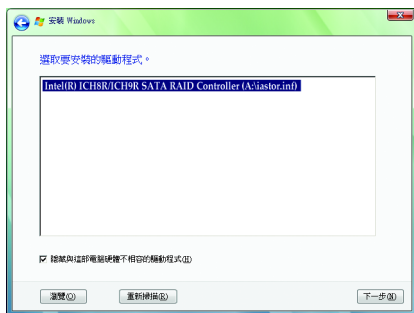 安裝 Windows
選取要安裝的驅動程式。
Intel(R) ICH8R/ICH9R SATA RAID Controller (A:\iastor.inf)
隱藏與這部電腦硬體不相容的驅動程式(H)
瀏覽(O)
重新掃描(R)
下一步(N)